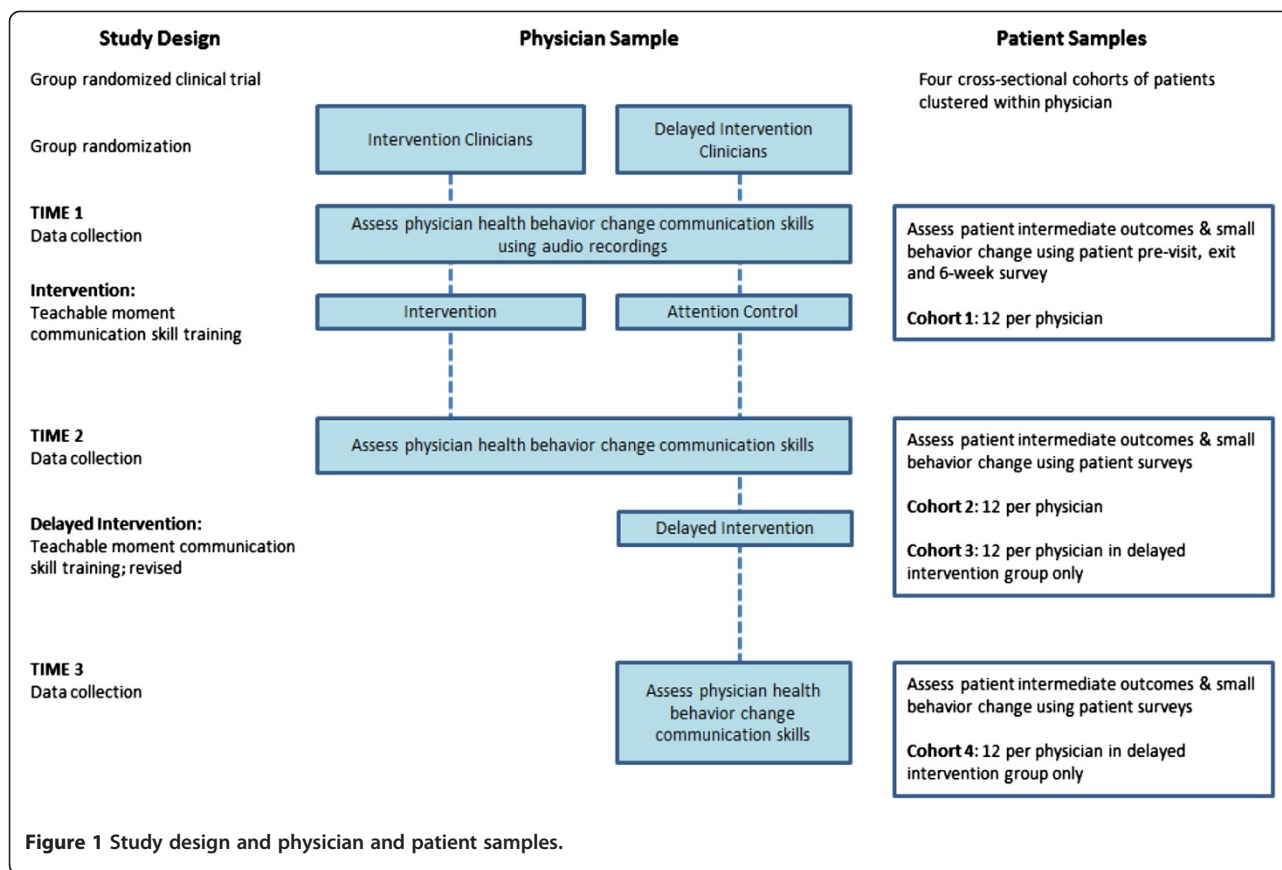 Study Design
Physician Sample
Patient Samples
Group randomized clinical trial
Four cross-sectional cohorts of patients
clustered within physician
Group randomization
Intervention Clinicians
Delayed Intervention
Clinicians
TIME 1
Data collection
Assess physician health behavior change communication skills
using audio recordings
Assess patient intermediate outcomes & small
behavior change using patient pre-visit, exit
and 6-week survey
Cohort 1: 12 per physician
Intervention:
Teachable moment
communication skill training
Intervention
Attention Control
TIME 2
Data collection
Assess physician health behavior change communication skills
Assess patient intermediate outcomes & small
behavior change using patient surveys
Cohort 2: 12 per physician
Cohort 3: 12 per physician in delayed
intervention group only
Delayed Intervention:
Teachable moment communication
skill training; revised
Delayed Intervention
TIME 3
Data collection
Assess physician health
behavior change
communication skills
Assess patient intermediate outcomes & small
behavior change using patient surveys
Cohort 4: 12 per physician in delayed
intervention group only
Figure 1 Study design and physician and patient samples.